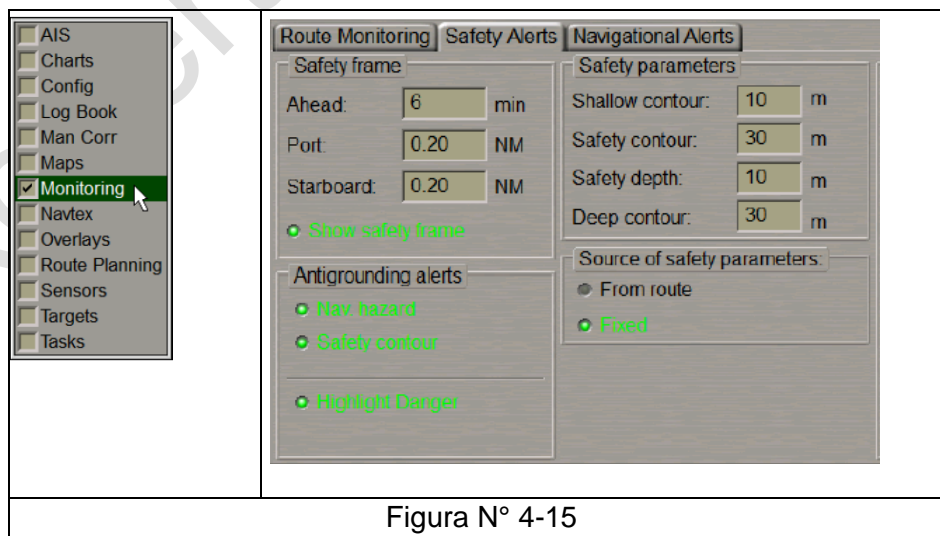 AIS
Charts
Config
Log Book
Man Corr
Maps
Monitoring
Navtex
Overlays
Route Planning
Sensors
Targets
Tasks
Route Monitoring Safety Alerts Navigational Alerts
Safety frame
Ahead: 6 min
Port: 0.20 NM
Starboard: 0.20 NM
Show safety frame
Antigrounding alerts
Nav. hazard
Safety contour
Highlight Danger
Safety parameters
Shallow contour: 10 m
Safety contour: 30 m
Safety depth: 10 m
Deep contour: 30 m
Source of safety parameters:
From route
Fixed
Figura N° 4-15